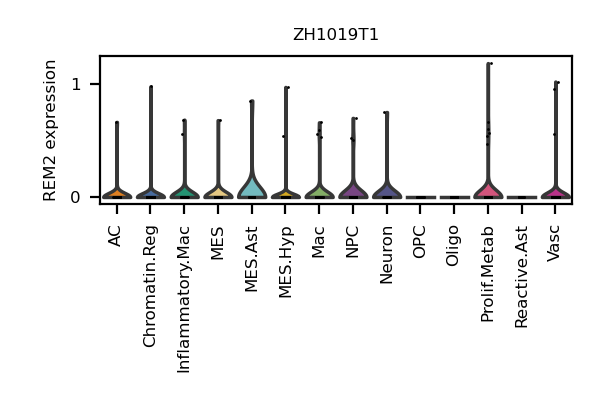 ZH1019T1
REM2 expression
1
0
AC
Chromatin.Reg
Inflammatory.Mac
MES
MES.Ast
MES.Hyp
Mac
NPC
Neuron
OPC
Oligo
Prolif.Metab
Reactive.Ast
Vasc